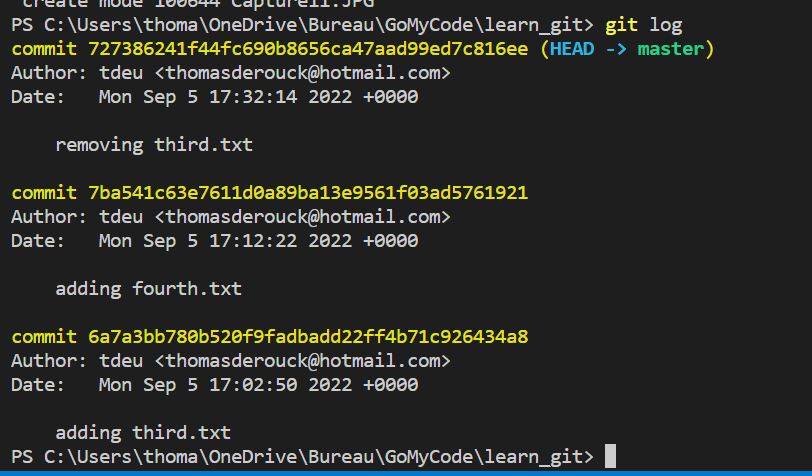 create mode 100644 Capture11.JPG
PS C:\Users\thoma\OneDrive\Bureau\GoMyCode\learn_git> git log
commit 727386241f44fc690b8656ca47aad99ed7c816ee (HEAD -> master)
Author: tdeu <thomasderouck@hotmail.com>
Date:   Mon Sep 5 17:32:14 2022 +0000
removing third.txt
commit 7ba541c63e7611d0a89ba13e9561f03ad5761921
Author: tdeu <thomasderouck@hotmail.com>
Date:   Mon Sep 5 17:12:22 2022 +0000
adding fourth.txt
commit 6a7a3bb780b520f9fadbadd22ff4b71c926434a8
Author: tdeu <thomasderouck@hotmail.com>
Date:   Mon Sep 5 17:02:50 2022 +0000
adding third.txt
PS C:\Users\thoma\OneDrive\Bureau\GoMyCode\learn_git>